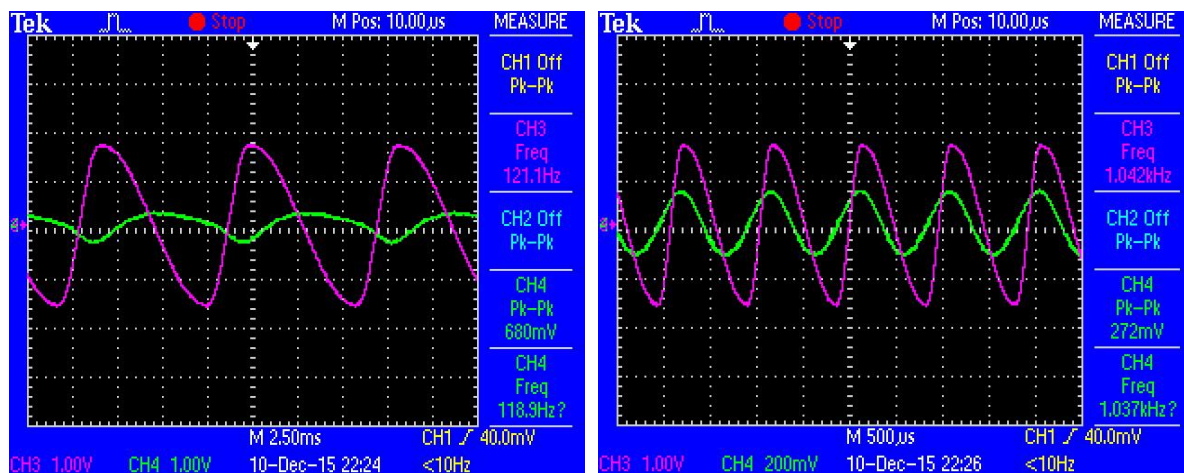 Tek Stop M Pos: 10.00µs MEASURE
CH1 Off
Pk-Pk
CH3
Freq
121.1Hz
CH2 Off
Pk-Pk
CH4
Pk-Pk
680mV
CH4
Freq
118.9Hz?
M 2.50ms CH1 40.0mV
CH3 1.00V CH4 1.00V 10-Dec-15 22:24 <10Hz
Tek Stop M Pos: 10.00µs MEASURE
CH1 Off
Pk-Pk
CH3
Freq
1.042kHz
CH2 Off
Pk-Pk
CH4
Pk-Pk
272mV
CH4
Freq
1.037kHz?
M 500µs CH1 40.0mV
CH3 1.00V CH4 200mV 10-Dec-15 22:26 <10Hz